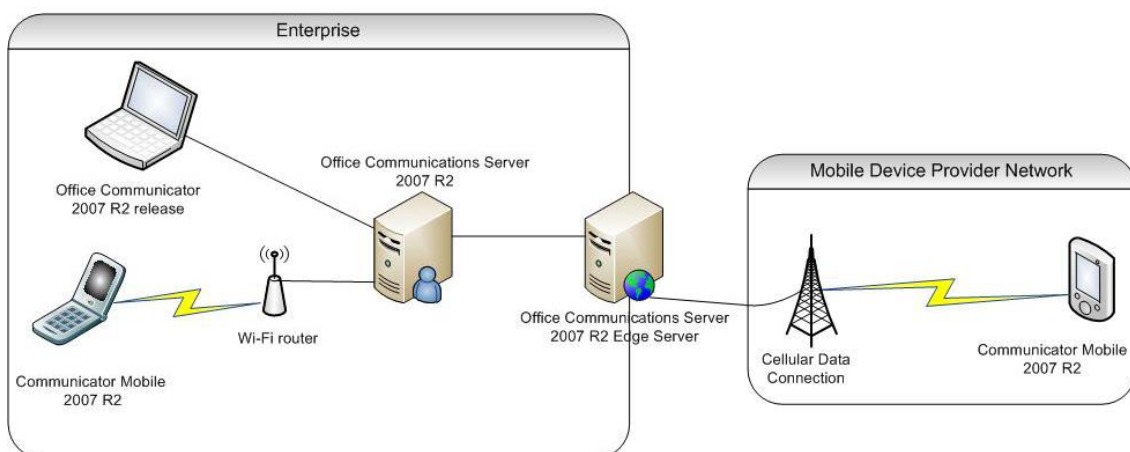 Enterprise
Office Communicator
2007 R2 release
Office Communications Server
2007 R2
Communicator Mobile
2007 R2
Wi-Fi router
Office Communications Server
2007 R2 Edge Server
Mobile Device Provider Network
Cellular Data
Connection
Communicator Mobile
2007 R2